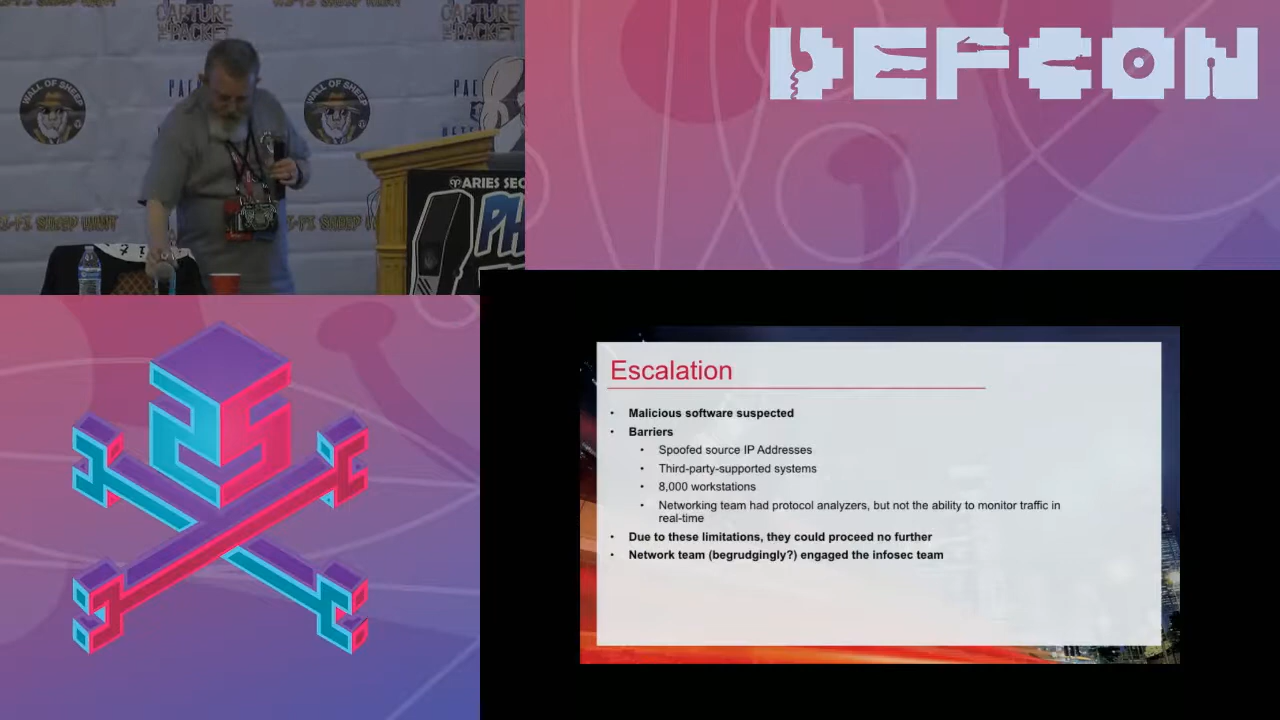 CAPTURE
THE PACKET
CAPTURE
THE PACKET
WALL OF SHEEP
WALL OF SHEEP
ARIES SEC
PH
DEFCON
Escalation
• Malicious software suspected
• Barriers
• Spoofed source IP Addresses
• Third-party-supported systems
• 8,000 workstations
• Networking team had protocol analyzers, but not the ability to monitor traffic in
real-time
• Due to these limitations, they could proceed no further
• Network team (begrudgingly?) engaged the infosec team